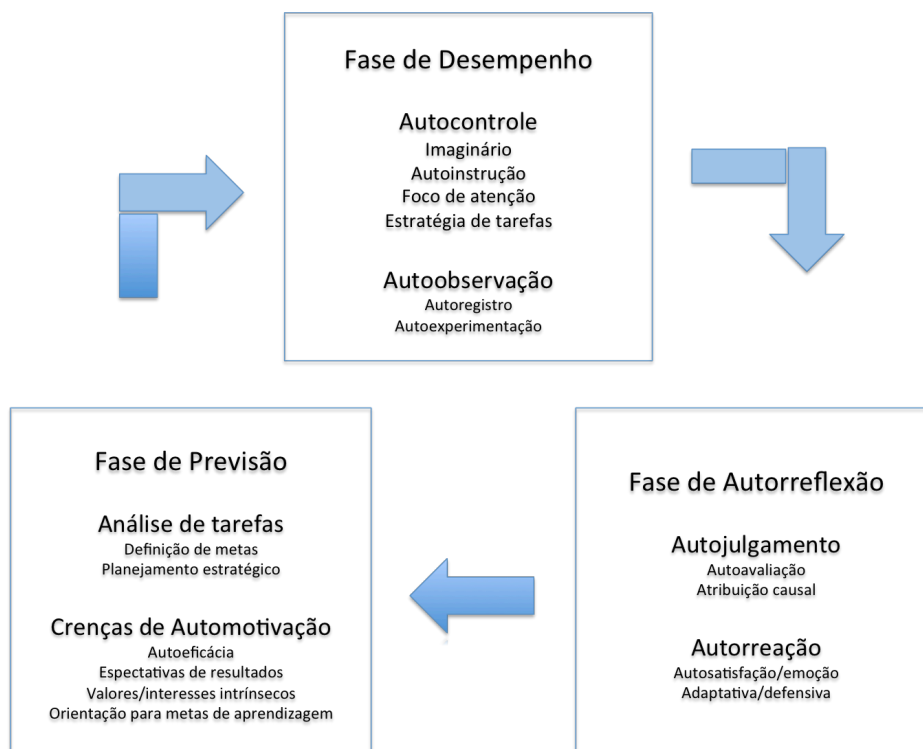 Fase de Desempenho
Autocontrole
Imaginário
Autoinstrução
Foco de atenção
Estratégia de tarefas
Autoobservação
Autoregistro
Autoexperimentação
Fase de Previsão
Análise de tarefas
Definição de metas
Planejamento estratégico
Crenças de Automotivação
Autoeficácia
Espectativas de resultados
Valores/interesses intrínsecos
Orientação para metas de aprendizagem
Fase de Autorreflexão
Autojulgamento
Autoavaliação
Atribuição causal
Autorreação
Autosatisfação/emoção
Adaptativa/defensiva